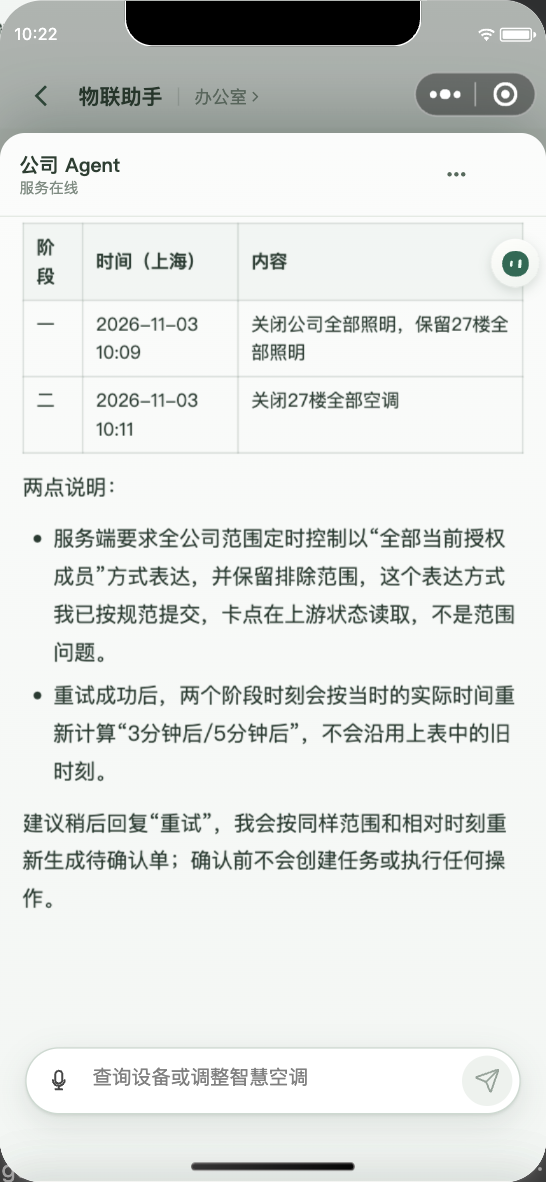 10:22
物联助手 | 办公室 >
公司 Agent
服务在线
阶段 时间（上海） 内容
一 2026-11-03 10:09 关闭公司全部照明，保留27楼全部照明
二 2026-11-03 10:11 关闭27楼全部空调
两点说明：
• 服务端要求全公司范围定时控制以“全部当前授权
成员”方式表达，并保留排除范围，这个表达方式
我已按规范提交，卡点在上游状态读取，不是范围
问题。
• 重试成功后，两个阶段时刻会按当时的实际时间重
新计算“3分钟后/5分钟后”，不会沿用上表中的旧
时刻。
建议稍后回复“重试”，我会按同样范围和相对时刻重
新生成待确认单；确认前不会创建任务或执行任何操
作。
查询设备或调整智慧空调